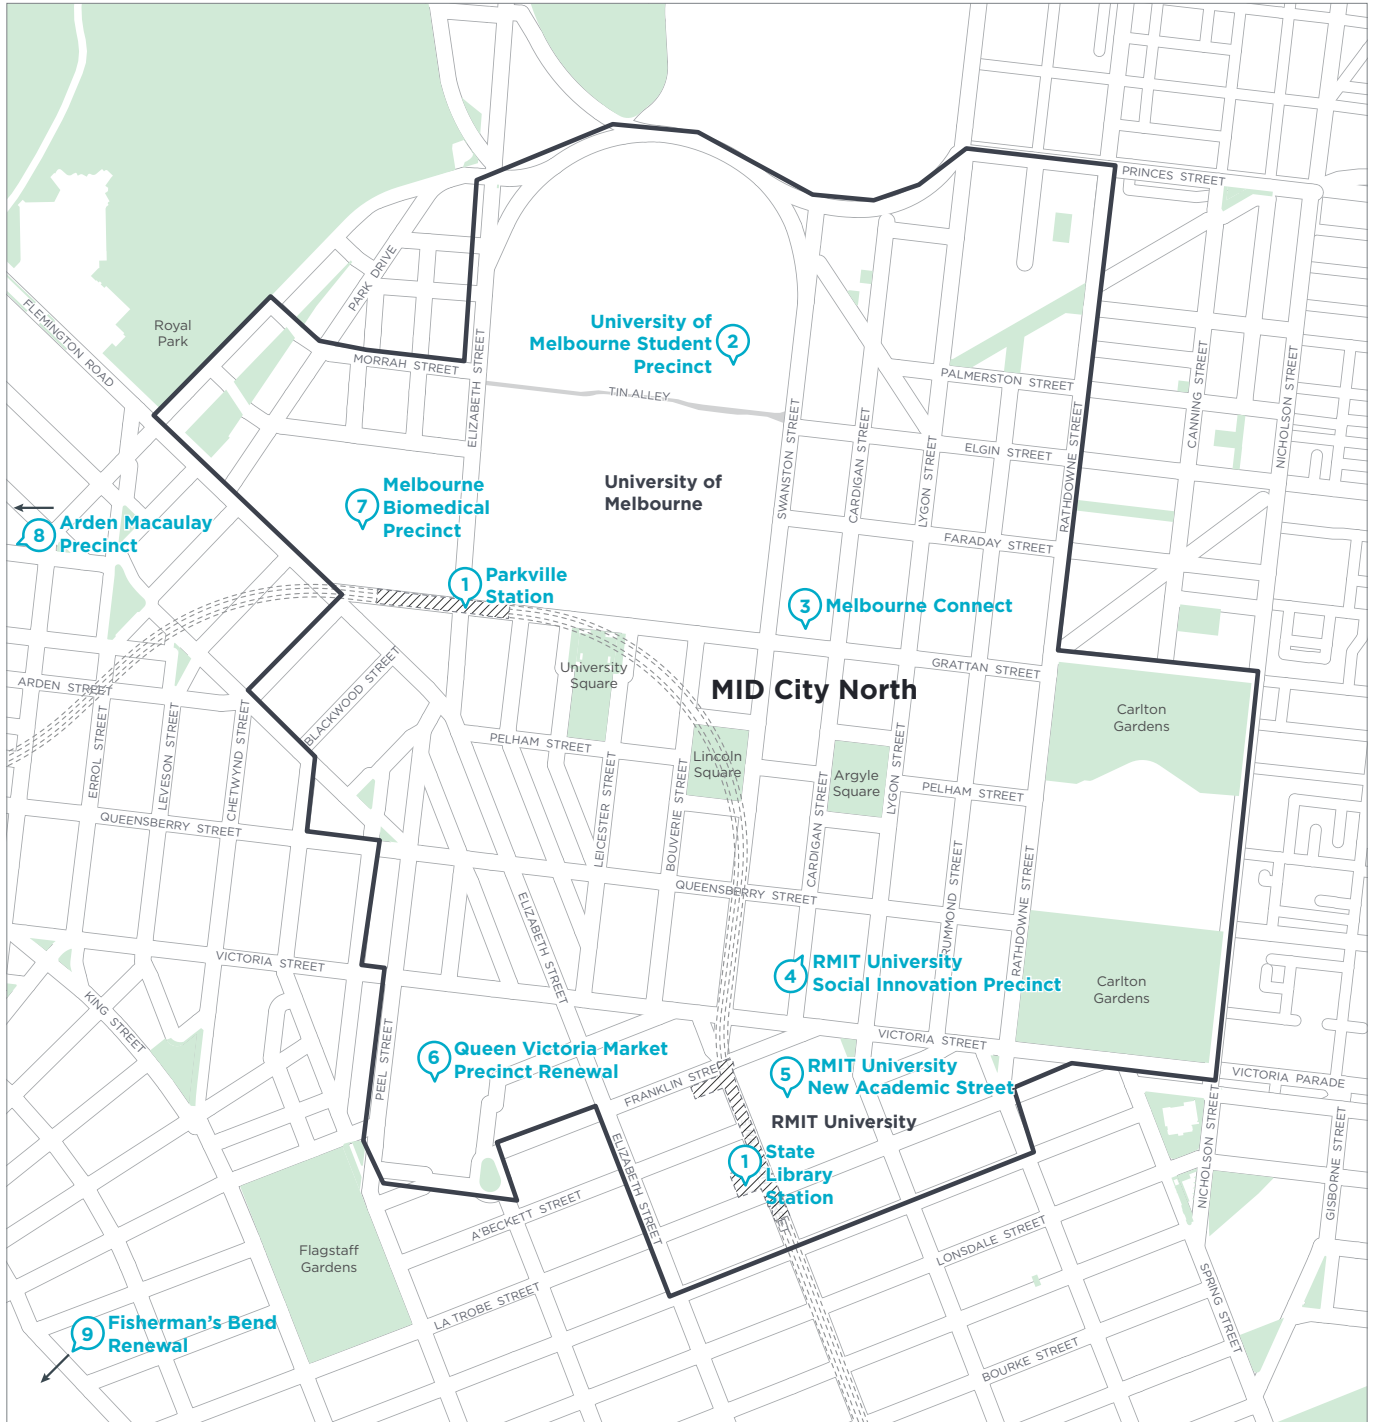 PRINCES STREET
Royal
Park
PARK DRIVE
FLEMINGTON ROAD
MORRAH STREET
ELIZABETH STREET
University of
Melbourne Student
Precinct
2
TIN ALLEY
PALMERSTON STREET
CANNING STREET
NICHOLSON STREET
SWANSTON STREET
CARDIGAN STREET
LYGON STREET
ELGIN STREET
RATHDOWNE STREET
FARADAY STREET
University of
Melbourne
7
Melbourne
Biomedical
Precinct
8
Arden Macaulay
Precinct
1
Parkville
Station
3
Melbourne Connect
GRATTAN STREET
University
Square
MID City North
Carlton
Gardens
ARDEN STREET
BLACKWOOD STREET
ERROL STREET
LEVESON STREET
CHETWYND STREET
PELHAM STREET
Lincoln
Square
Argyle
Square
LYGON STREET
PELHAM STREET
LEICESTER STREET
BOUVERIE STREET
CARDIGAN STREET
QUEENSBERRY STREET
QUEENSBERRY STREET
RUMMOND STREET
RATHDOWNE STREET
ELIZABETH STREET
VICTORIA STREET
4
RMIT University
Social Innovation Precinct
Carlton
Gardens
KING STREET
PEEL STREET
6
Queen Victoria Market
Precinct Renewal
VICTORIA STREET
5
RMIT University
New Academic Street
FRANKLIN STRE
VICTORIA PARADE
RMIT University
1
State
Library
Station
ET
ELIZABETH STREET
NICHOLSON STREET
GISBORNE STREET
A'BECKETT STREET
LONSDALE STREET
Flagstaff
Gardens
LA TROBE STREET
SPRING STREET
BOURKE STREET
9
Fisherman's Bend
Renewal